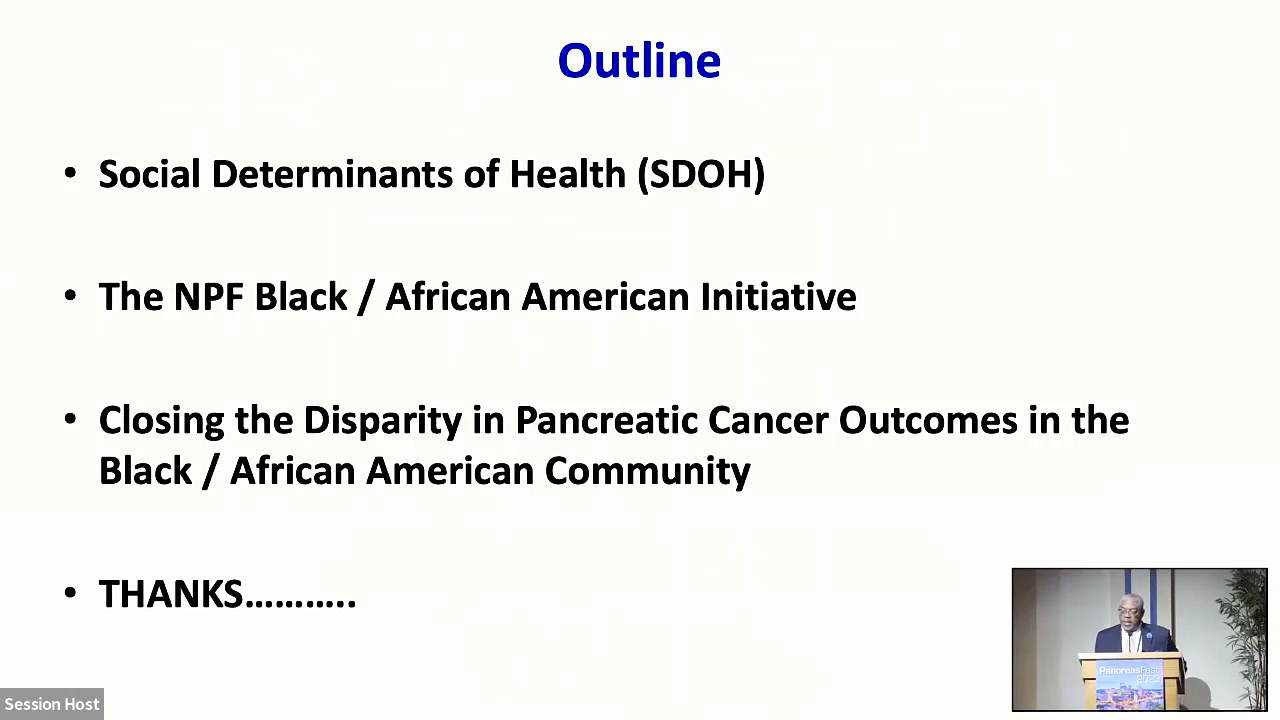 Outline
• Social Determinants of Health (SDOH)
• The NPF Black / African American Initiative
• Closing the Disparity in Pancreatic Cancer Outcomes in the
Black / African American Community
• THANKS………..
PancreasFest
Session Host